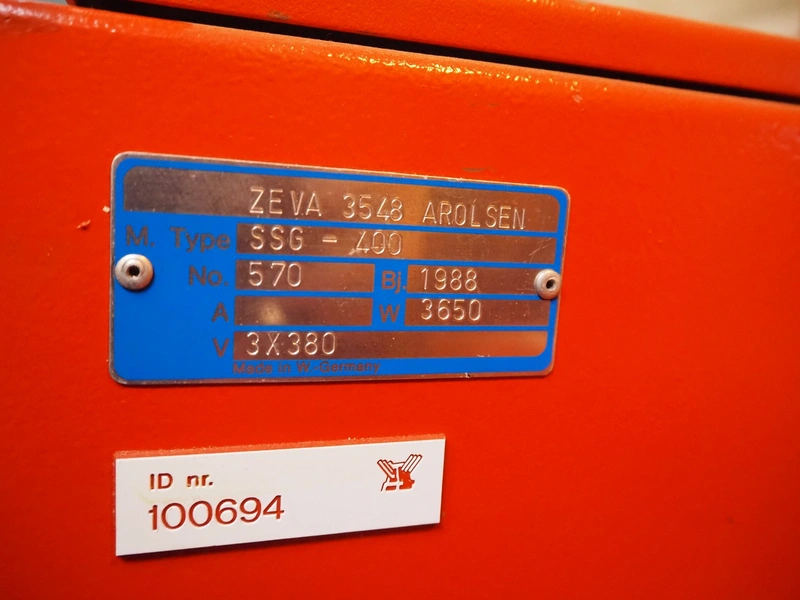 ZEVA 3548 AROLSEN
M. Type SSG - 400
No. 570 Bj. 1988
A W 3650
V 3X380
Made in W. Germany
ID nr.
100694